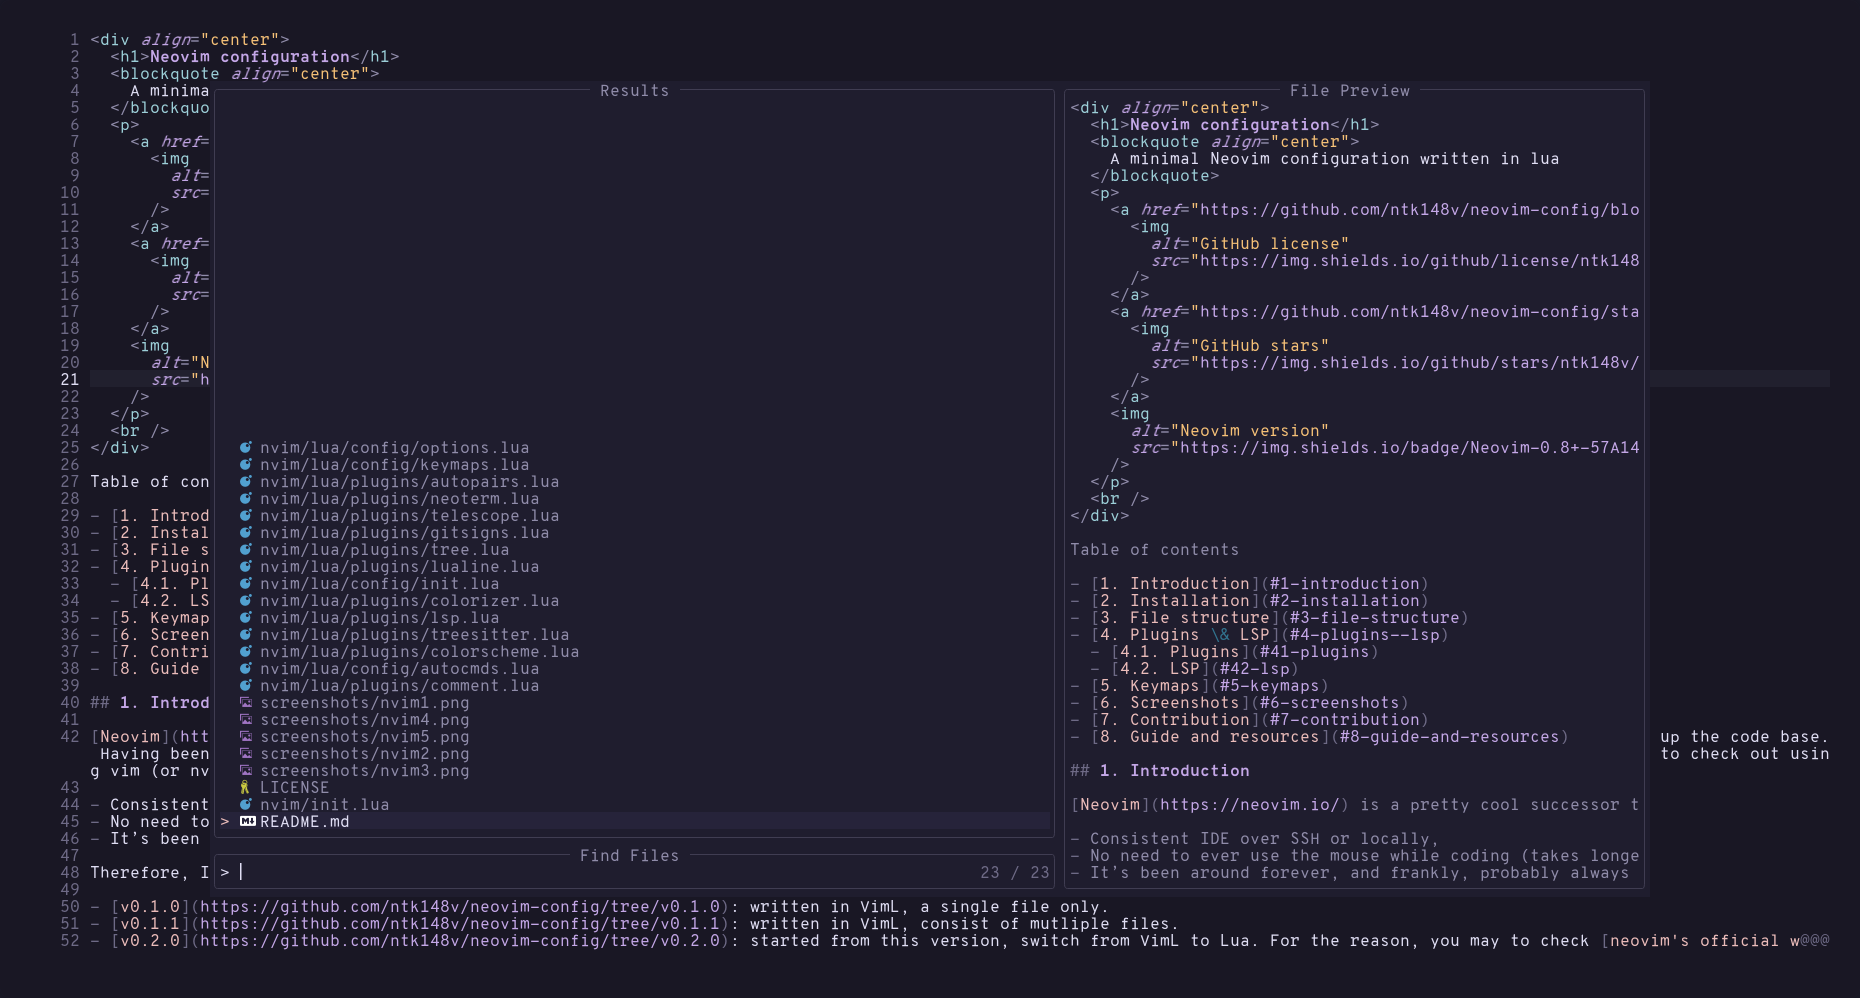 1 <div align="center">
2 <h1>Neovim configuration</h1>
3 <blockquote align="center">
4 A minima
5 </blockquo
6 <p>
7 <a href=
8 <img
9 alt=
10 src=
11 />
12 </a>
13 <a href=
14 <img
15 alt=
16 src=
17 />
18 </a>
19 <img
20 alt="N
21 src="h
22 />
23 </p>
24 <br />
25 </div>
26
27 Table of con
28
29 - [1. Introd
30 - [2. Instal
31 - [3. File s
32 - [4. Plugin
33 - [4.1. Pl
34 - [4.2. LS
35 - [5. Keymap
36 - [6. Screen
37 - [7. Contri
38 - [8. Guide
39
40 ## 1. Introd
41
42 [Neovim](htt
up the code base.
Having been
to check out usin
g vim (or nv
43
44 - Consistent
45 - No need to
46 - It's been
47
48 Therefore, I
49
Results
nvim/lua/config/options.lua
nvim/lua/config/keymaps.lua
nvim/lua/plugins/autopairs.lua
nvim/lua/plugins/neoterm.lua
nvim/lua/plugins/telescope.lua
nvim/lua/plugins/gitsigns.lua
nvim/lua/plugins/tree.lua
nvim/lua/plugins/lualine.lua
nvim/lua/config/init.lua
nvim/lua/plugins/colorizer.lua
nvim/lua/plugins/lsp.lua
nvim/lua/plugins/treesitter.lua
nvim/lua/plugins/colorscheme.lua
nvim/lua/config/autocmds.lua
nvim/lua/plugins/comment.lua
screenshots/nvim1.png
screenshots/nvim4.png
screenshots/nvim5.png
screenshots/nvim2.png
screenshots/nvim3.png
LICENSE
nvim/init.lua
> README.md
Find Files
> 23 / 23
File Preview
<div align="center">
<h1>Neovim configuration</h1>
<blockquote align="center">
A minimal Neovim configuration written in lua
</blockquote>
<p>
<a href="https://github.com/ntk148v/neovim-config/blo
<img
alt="GitHub license"
src="https://img.shields.io/github/license/ntk148
/>
</a>
<a href="https://github.com/ntk148v/neovim-config/sta
<img
alt="GitHub stars"
src="https://img.shields.io/github/stars/ntk148v/
/>
</a>
<img
alt="Neovim version"
src="https://img.shields.io/badge/Neovim-0.8+-57A14
/>
</p>
<br />
</div>
Table of contents
- [1. Introduction](#1-introduction)
- [2. Installation](#2-installation)
- [3. File structure](#3-file-structure)
- [4. Plugins \& LSP](#4-plugins--lsp)
- [4.1. Plugins](#41-plugins)
- [4.2. LSP](#42-lsp)
- [5. Keymaps](#5-keymaps)
- [6. Screenshots](#6-screenshots)
- [7. Contribution](#7-contribution)
- [8. Guide and resources](#8-guide-and-resources)
## 1. Introduction
[Neovim](https://neovim.io/) is a pretty cool successor t
- Consistent IDE over SSH or locally,
- No need to ever use the mouse while coding (takes longe
- It's been around forever, and frankly, probably always
50 - [v0.1.0](https://github.com/ntk148v/neovim-config/tree/v0.1.0): written in VimL, a single file only.
51 - [v0.1.1](https://github.com/ntk148v/neovim-config/tree/v0.1.1): written in VimL, consist of mutliple files.
52 - [v0.2.0](https://github.com/ntk148v/neovim-config/tree/v0.2.0): started from this version, switch from VimL to Lua. For the reason, you may to check [neovim's official w@@@